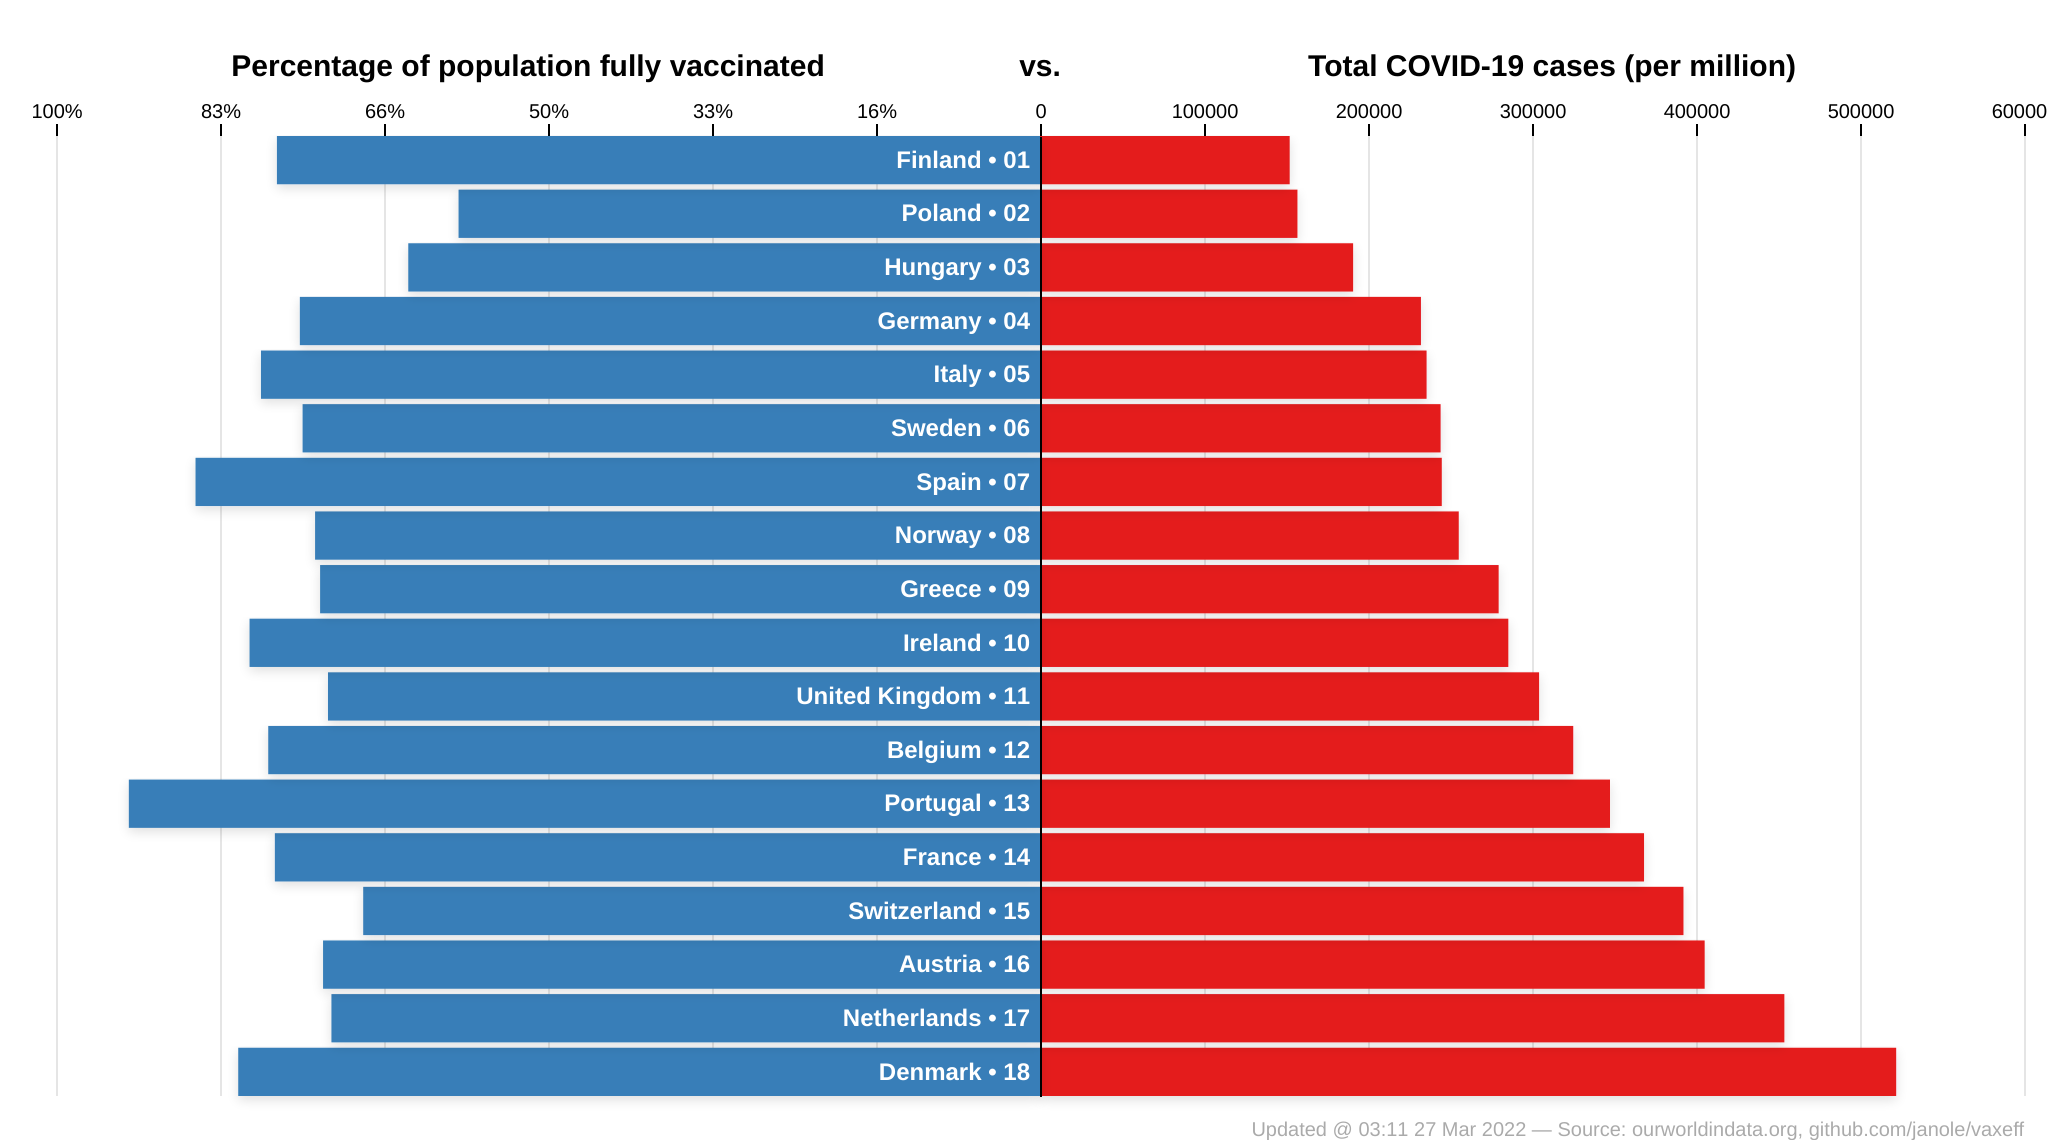 Percentage of population fully vaccinated vs. Total COVID-19 cases (per million)
100% 83% 66% 50% 33% 16% 0 100000 200000 300000 400000 500000 60000
Finland • 01
Poland • 02
Hungary • 03
Germany • 04
Italy • 05
Sweden • 06
Spain • 07
Norway • 08
Greece • 09
Ireland • 10
United Kingdom • 11
Belgium • 12
Portugal • 13
France • 14
Switzerland • 15
Austria • 16
Netherlands • 17
Denmark • 18
Updated @ 03:11 27 Mar 2022 — Source: ourworldindata.org, github.com/janole/vaxeff